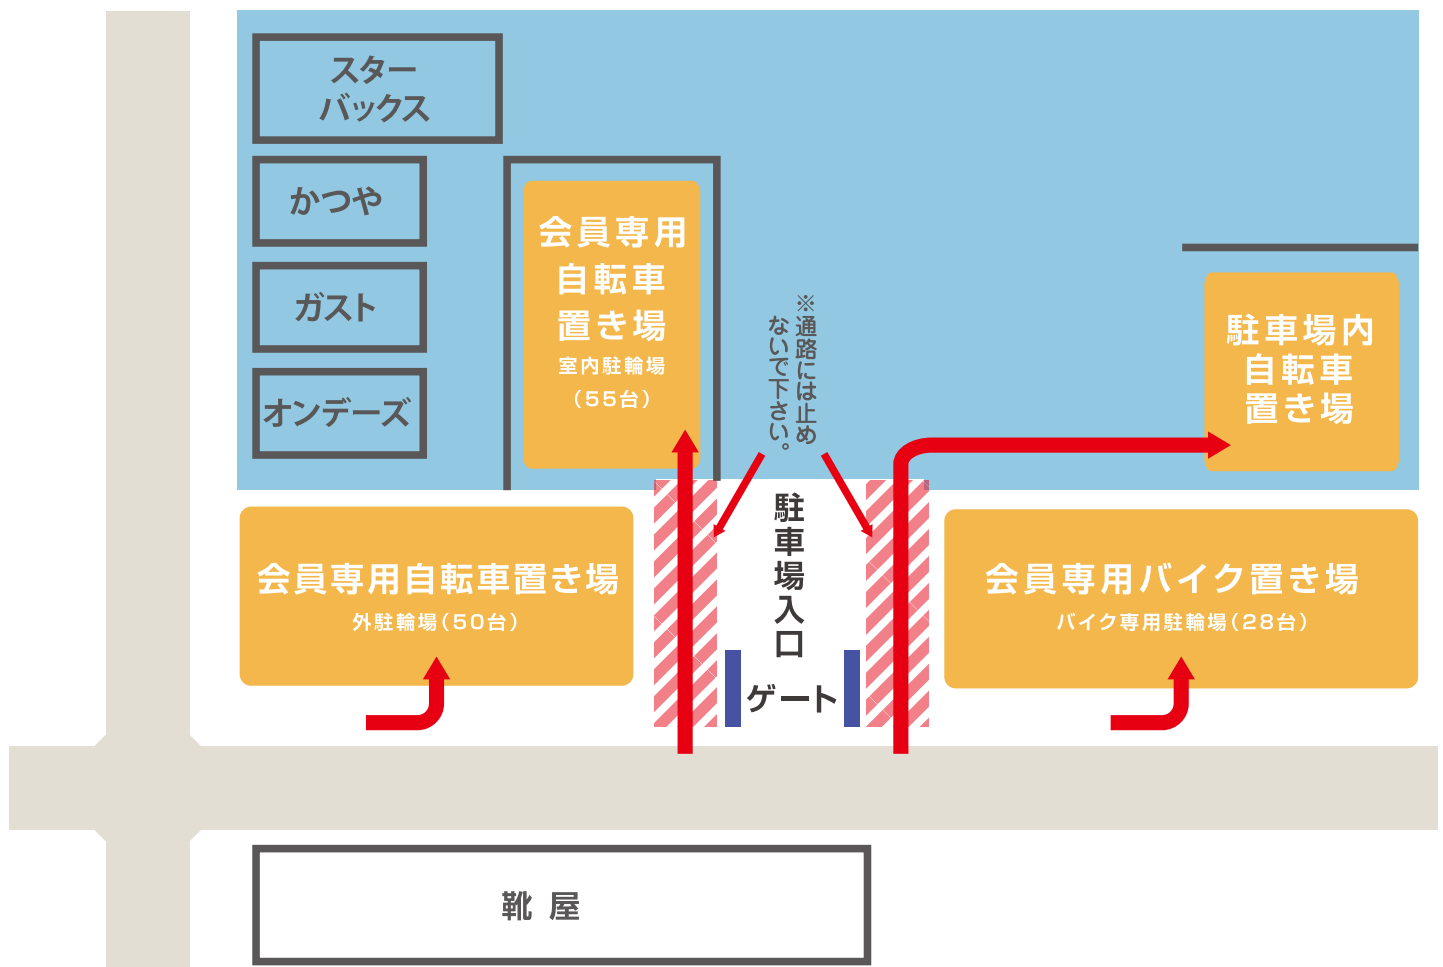 スター
バックス
かつや
ガスト
オンデーズ
会員専用
自転車
置き場
室内駐輪場
（55台）
※通路には止め
ないで下さい。
駐車場内
自転車
置き場
会員専用自転車置き場
外駐輪場（50台）
駐車場入口
ゲート
会員専用バイク置き場
バイク専用駐輪場（28台）
靴屋